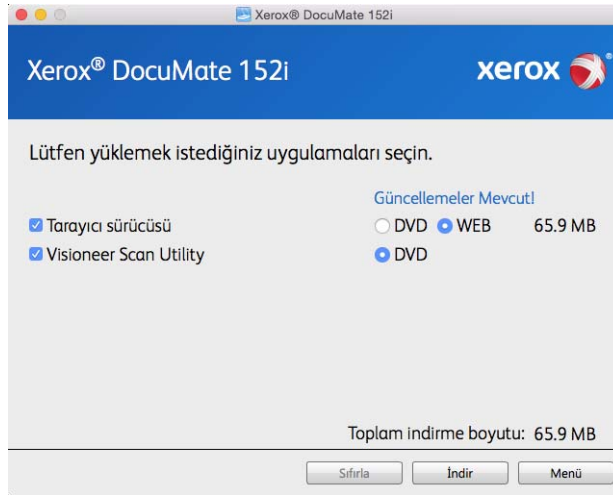 Xerox® DocuMate 152i
Xerox® DocuMate 152i
xerox ®
Lütfen yüklemek istediğiniz uygulamaları seçin.
Güncellemeler Mevcut!
Tarayıcı sürücüsü DVD WEB 65.9 MB
Visioneer Scan Utility DVD
Toplam indirme boyutu: 65.9 MB
Sıfırla İndir Menü